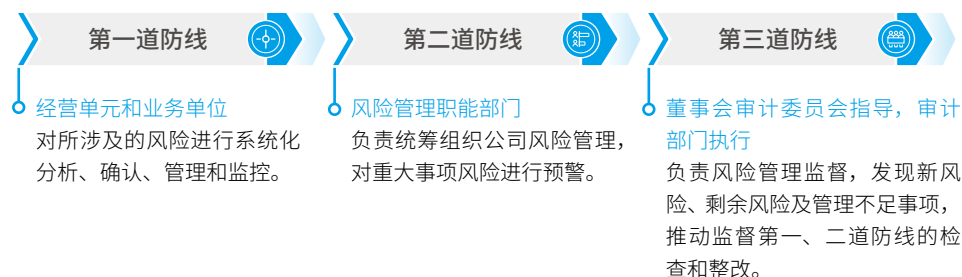 第一道防线
经营单元和业务单位
对所涉及的风险进行系统化
分析、确认、管理和监控。
第二道防线
风险管理职能部门
负责统筹组织公司风险管理，
对重大事项风险进行预警。
第三道防线
董事会审计委员会指导，审计
部门执行
负责风险管理监督，发现新风
险、剩余风险及管理不足事项，
推动监督第一、二道防线的检
查和整改。